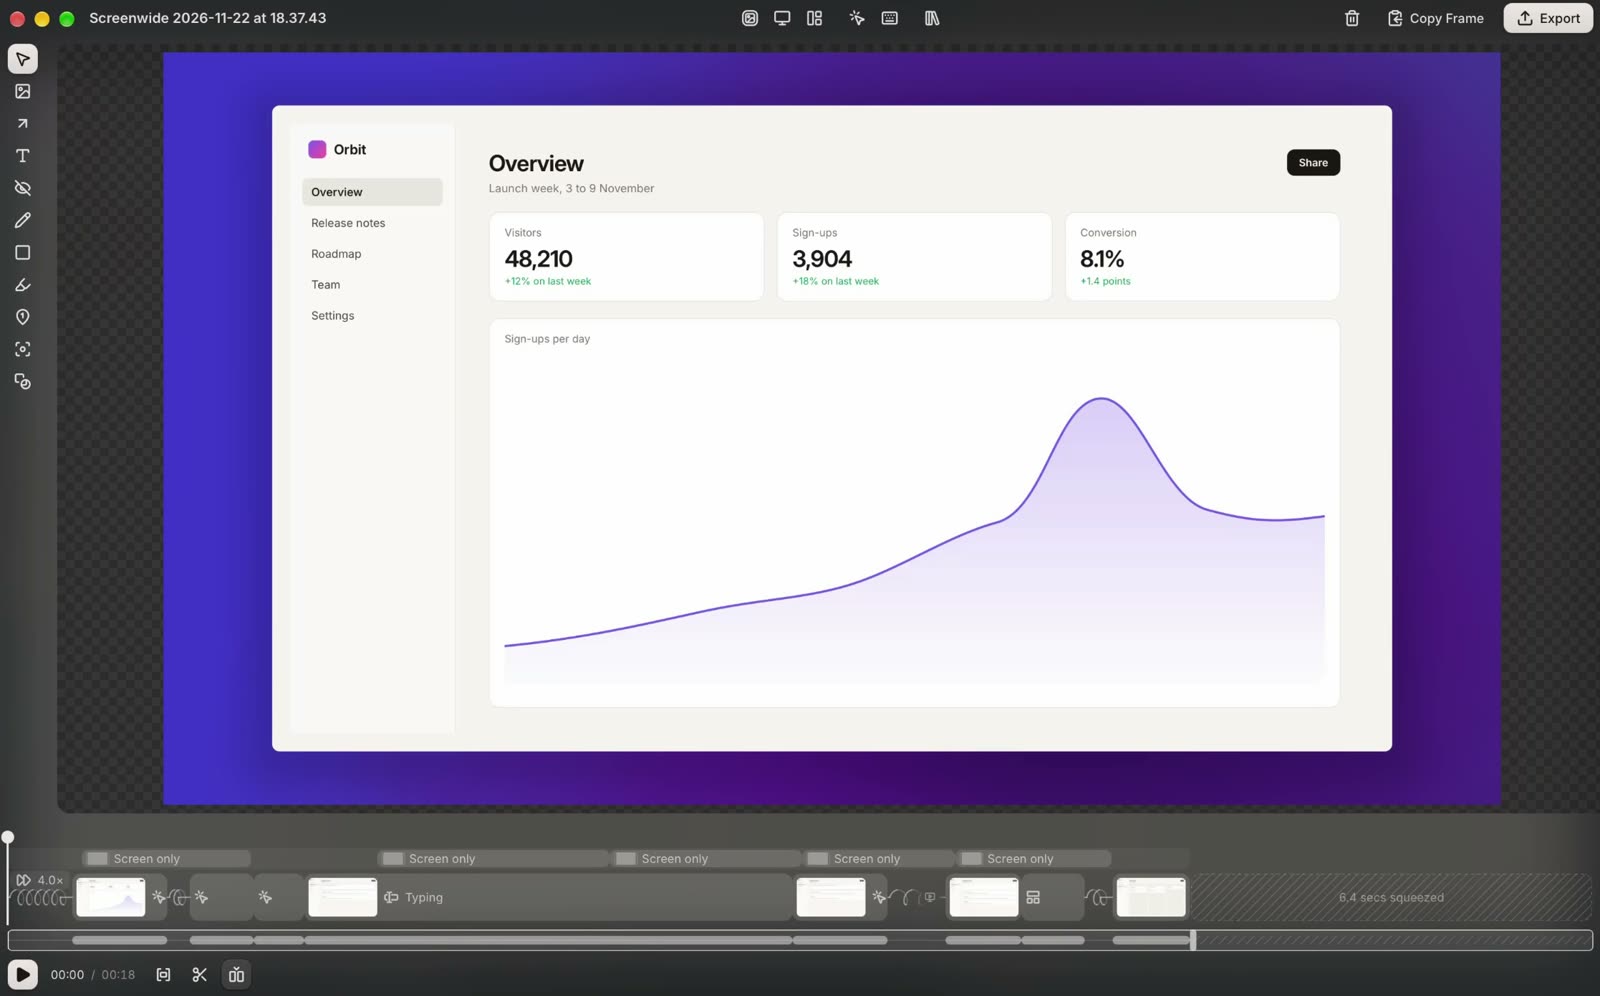 Screenwide 2026-11-22 at 18.37.43
Copy Frame
Export
Orbit
Overview
Release notes
Roadmap
Team
Settings
Overview
Launch week, 3 to 9 November
Share
Visitors
48,210
+12% on last week
Sign-ups
3,904
+18% on last week
Conversion
8.1%
+1.4 points
Sign-ups per day
Screen only
Screen only
Screen only
Screen only
Screen only
4.0×
Typing
6.4 secs squeezed
00:00 / 00:18